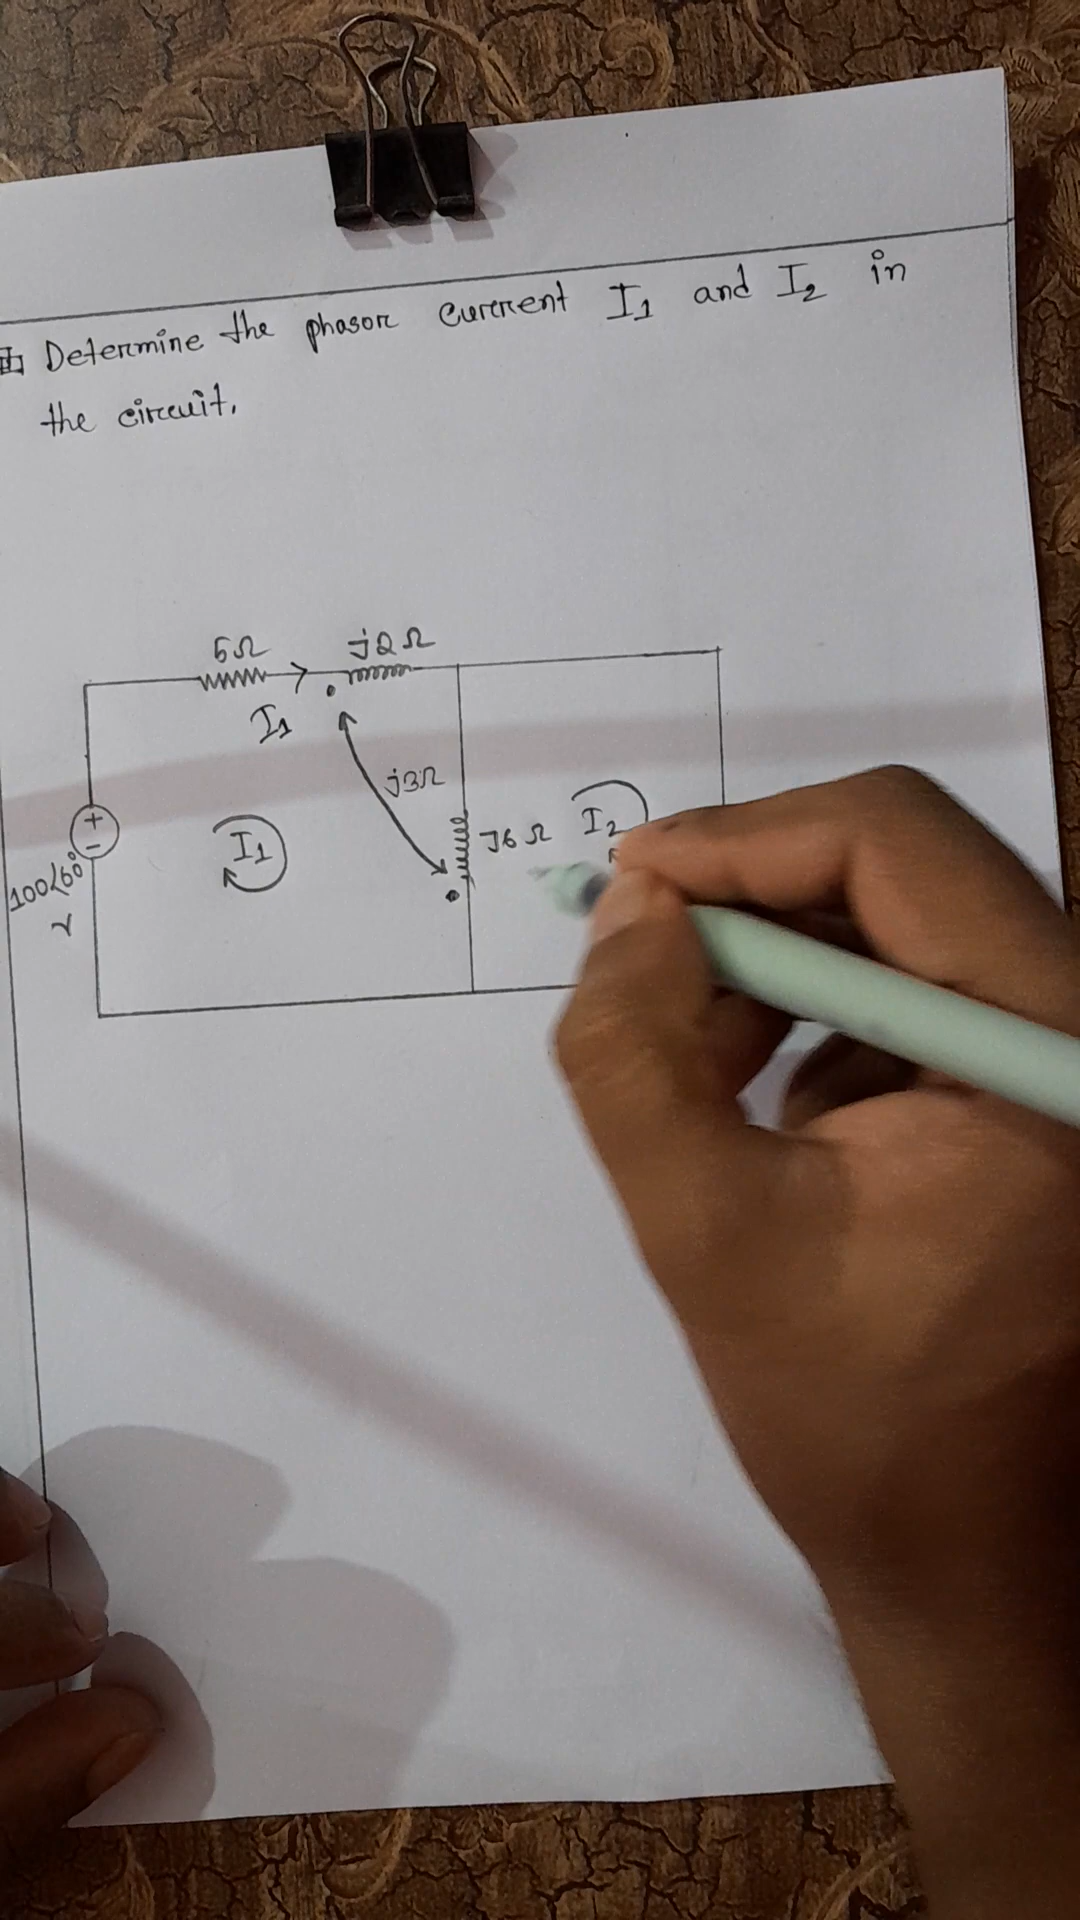 Determine the phasor current I₁ and I₂ in
the circuit.
5Ω
j2Ω
I₁
j3Ω
+
-
I₁
J6Ω
I₂
100∠60°
V